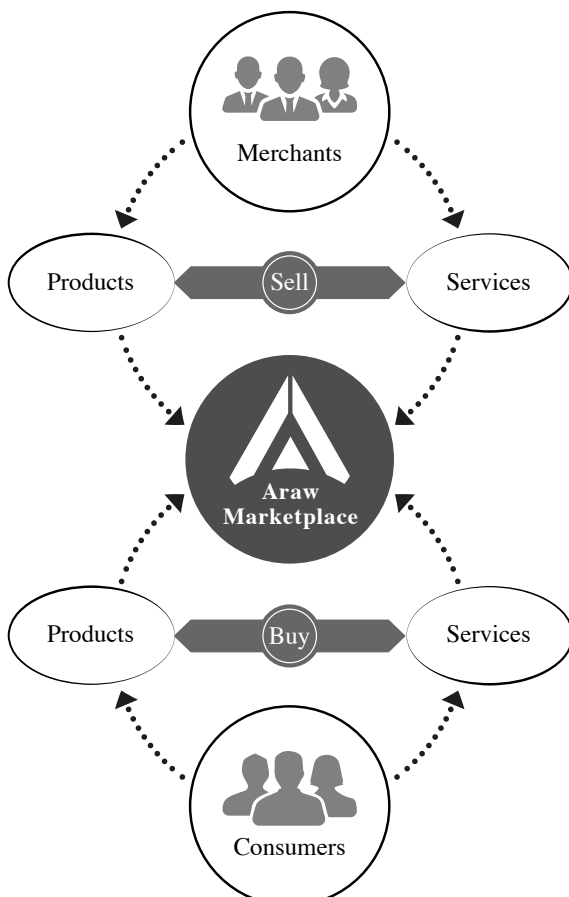 Merchants
Products
Sell
Services
Araw
Marketplace
Products
Buy
Services
Consumers